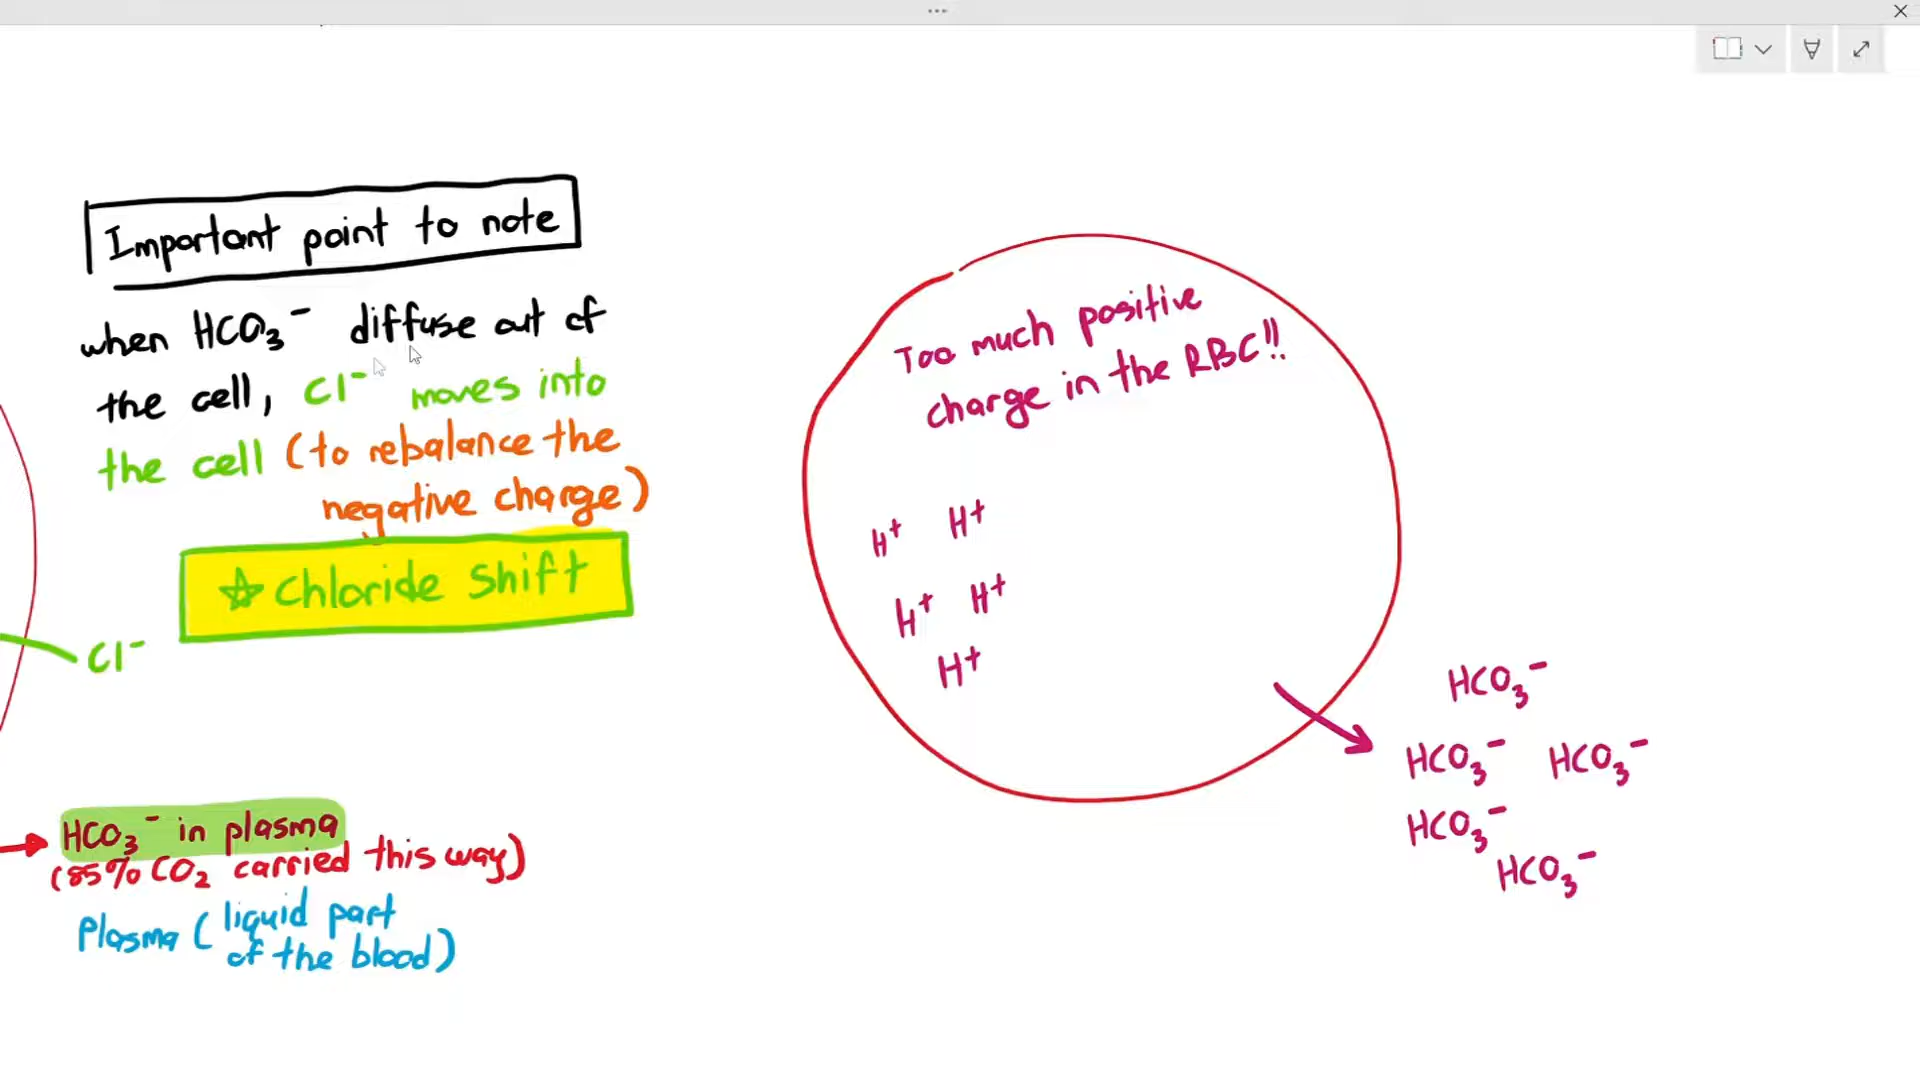 Important point to note
when HCO₃⁻ diffuse out of
the cell, Cl⁻ moves into
the cell (to rebalance the
negative charge)
☆ Chloride Shift
Cl⁻
HCO₃⁻ in plasma
(85% CO₂ carried this way)
Plasma (liquid part
of the blood)
Too much positive
charge in the RBC!!
H⁺ H⁺
H⁺ H⁺
H⁺
HCO₃⁻
HCO₃⁻ HCO₃⁻
HCO₃⁻
HCO₃⁻